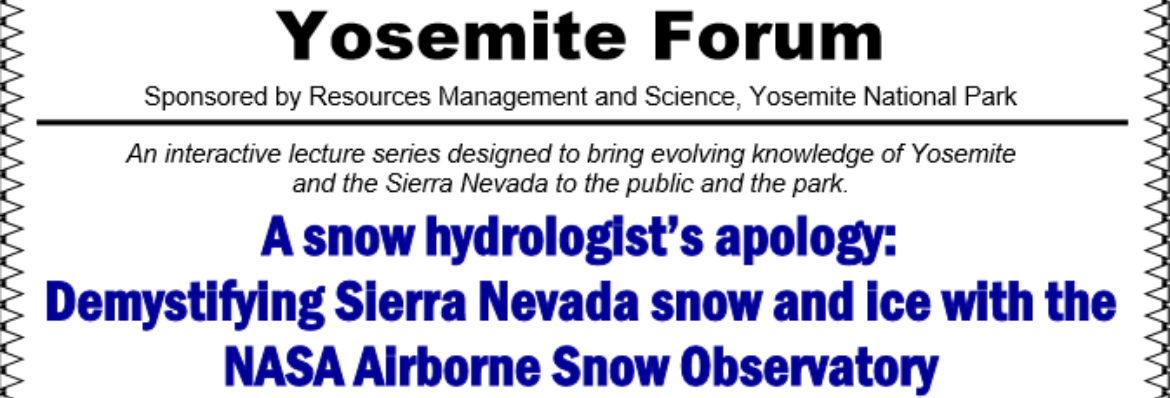 Yosemite Forum
Sponsored by Resources Management and Science, Yosemite National Park
An interactive lecture series designed to bring evolving knowledge of Yosemite
and the Sierra Nevada to the public and the park.
A snow hydrologist’s apology:
Demystifying Sierra Nevada snow and ice with the
NASA Airborne Snow Observatory